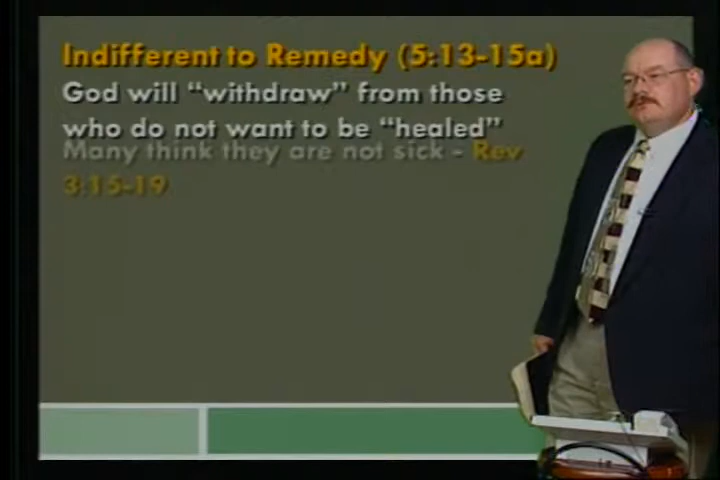 Indifferent to Remedy (5:13-15a)
God will “withdraw” from those
who do not want to be “healed”
Many think they are not sick - Rev
3:15-19